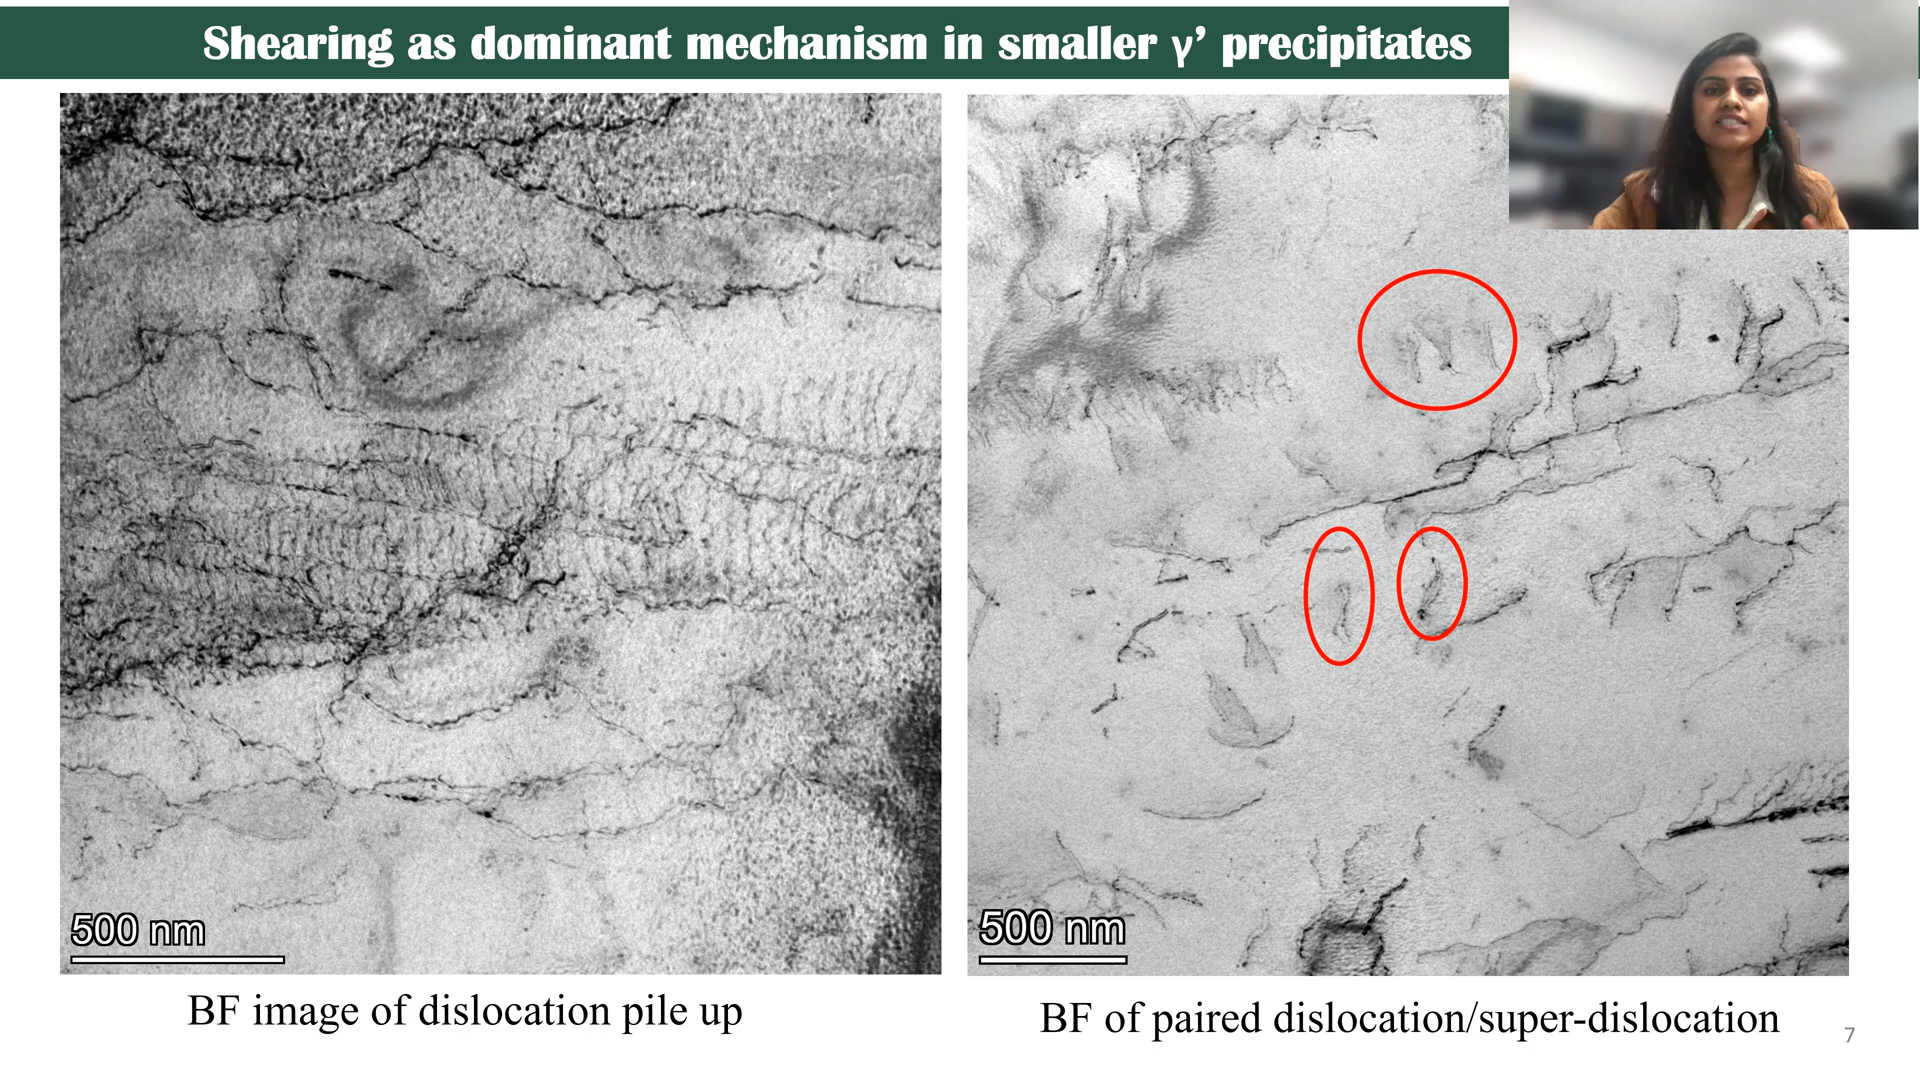 Shearing as dominant mechanism in smaller γ’ precipitates
500 nm
500 nm
BF image of dislocation pile up
BF of paired dislocation/super-dislocation
7